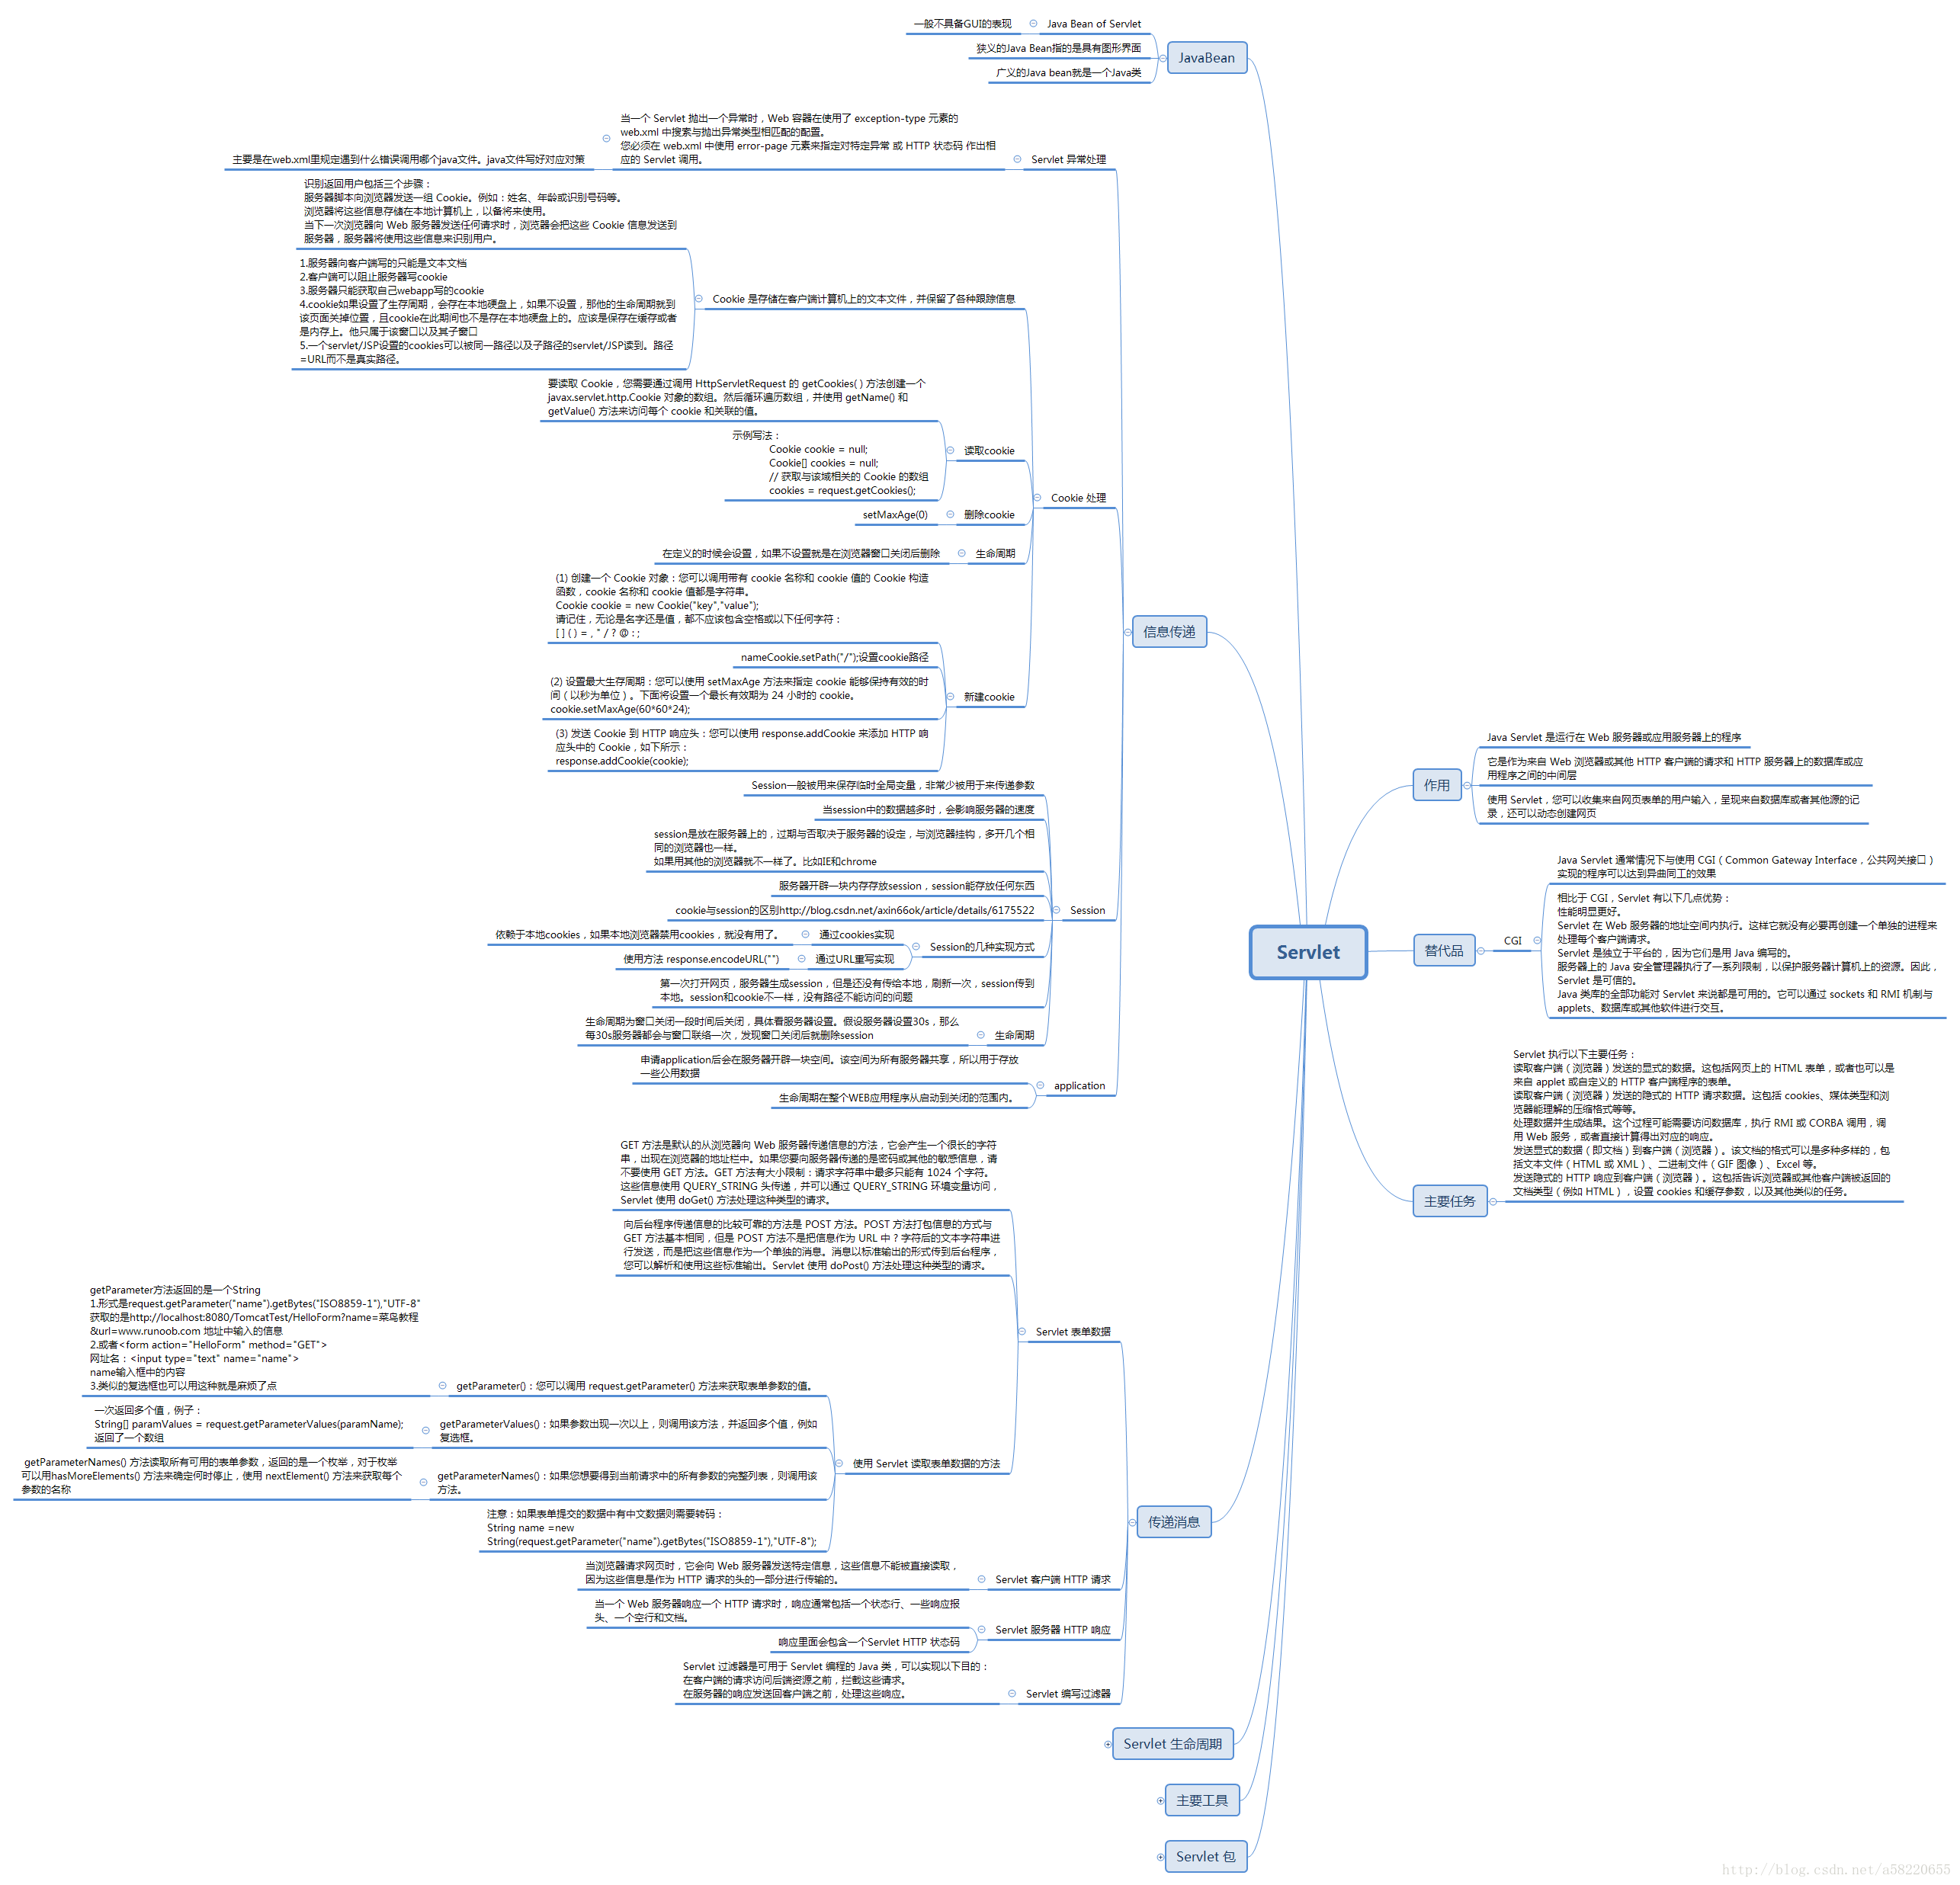 Servlet
作用
Java Servlet 是运行在 Web 服务器或应用服务器上的程序
它是作为来自 Web 浏览器或其他 HTTP 客户端的请求和 HTTP 服务器上的数据库或应
用程序之间的中间层
使用 Servlet，您可以收集来自网页表单的用户输入，呈现来自数据库或者其他源的记
录，还可以动态创建网页
替代品
CGI
Java Servlet 通常情况下与使用 CGI（Common Gateway Interface，公共网关接口）
实现的程序可以达到异曲同工的效果
相比于 CGI，Servlet 有以下几点优势：
性能明显更好。
Servlet 在 Web 服务器的地址空间内执行。这样它就没有必要再创建一个单独的进程来
处理每个客户端请求。
Servlet 是独立于平台的，因为它们是用 Java 编写的。
服务器上的 Java 安全管理器执行了一系列限制，以保护服务器计算机上的资源。因此，
Servlet 是可信的。
Java 类库的全部功能对 Servlet 来说都是可用的。它可以通过 sockets 和 RMI 机制与
applets、数据库或其他软件进行交互。
主要任务
Servlet 执行以下主要任务：
读取客户端（浏览器）发送的显式的数据。这包括网页上的 HTML 表单，或者也可以是
来自 applet 或自定义的 HTTP 客户端程序的表单。
读取客户端（浏览器）发送的隐式的 HTTP 请求数据。这包括 cookies、媒体类型和浏
览器能理解的压缩格式等等。
处理数据并生成结果。这个过程可能需要访问数据库，执行 RMI 或 CORBA 调用，调
用 Web 服务，或者直接计算得出对应的响应。
发送显式的数据（即文档）到客户端（浏览器）。该文档的格式可以是多种多样的，包
括文本文件（HTML 或 XML）、二进制文件（GIF 图像）、Excel 等。
发送隐式的 HTTP 响应到客户端（浏览器）。这包括告诉浏览器或其他客户端被返回的
文档类型（例如 HTML），设置 cookies 和缓存参数，以及其他类似的任务。
JavaBean
Java Bean of Servlet
一般不具备GUI的表现
狭义的Java Bean指的是具有图形界面
广义的Java bean就是一个Java类
信息传递
Servlet 异常处理
当一个 Servlet 抛出一个异常时，Web 容器在使用了 exception-type 元素的
web.xml 中搜索与抛出异常类型相匹配的配置。
您必须在 web.xml 中使用 error-page 元素来指定对特定异常 或 HTTP 状态码 作出相
应的 Servlet 调用。
主要是在web.xml里规定遇到什么错误调用哪个java文件。java文件写好对应对策
Cookie 处理
Cookie 是存储在客户端计算机上的文本文件，并保留了各种跟踪信息
识别返回用户包括三个步骤：
服务器脚本向浏览器发送一组 Cookie。例如：姓名、年龄或识别号码等。
浏览器将这些信息存储在本地计算机上，以备将来使用。
当下一次浏览器向 Web 服务器发送任何请求时，浏览器会把这些 Cookie 信息发送到
服务器，服务器将使用这些信息来识别用户。
1.服务器向客户端写的只能是文本文档
2.客户端可以阻止服务器写cookie
3.服务器只能获取自己webapp写的cookie
4.cookie如果设置了生存周期，会存在本地硬盘上，如果不设置，那他的生命周期就到
该页面关掉位置，且cookie在此期间也不是存在本地硬盘上的。应该是保存在缓存或者
是内存上。他只属于该窗口以及其子窗口
5.一个servlet/JSP设置的cookies可以被同一路径以及子路径的servlet/JSP读到。路径
=URL而不是真实路径。
读取cookie
要读取 Cookie，您需要通过调用 HttpServletRequest 的 getCookies( ) 方法创建一个
javax.servlet.http.Cookie 对象的数组。然后循环遍历数组，并使用 getName() 和
getValue() 方法来访问每个 cookie 和关联的值。
示例写法：
Cookie cookie = null;
Cookie[] cookies = null;
// 获取与该域相关的 Cookie 的数组
cookies = request.getCookies();
删除cookie
setMaxAge(0)
生命周期
在定义的时候会设置，如果不设置就是在浏览器窗口关闭后删除
新建cookie
(1) 创建一个 Cookie 对象：您可以调用带有 cookie 名称和 cookie 值的 Cookie 构造
函数，cookie 名称和 cookie 值都是字符串。
Cookie cookie = new Cookie("key","value");
请记住，无论是名字还是值，都不应该包含空格或以下任何字符：
[ ] ( ) = , " / ? @ : ;
nameCookie.setPath("/");设置cookie路径
(2) 设置最大生存周期：您可以使用 setMaxAge 方法来指定 cookie 能够保持有效的时
间（以秒为单位）。下面将设置一个最长有效期为 24 小时的 cookie。
cookie.setMaxAge(60*60*24);
(3) 发送 Cookie 到 HTTP 响应头：您可以使用 response.addCookie 来添加 HTTP 响
应头中的 Cookie，如下所示：
response.addCookie(cookie);
Session
Session一般被用来保存临时全局变量，非常少被用于来传递参数
当session中的数据越多时，会影响服务器的速度
session是放在服务器上的，过期与否取决于服务器的设定，与浏览器挂钩，多开几个相
同的浏览器也一样。
如果用其他的浏览器就不一样了。比如IE和chrome
服务器开辟一块内存存放session，session能存放任何东西
cookie与session的区别http://blog.csdn.net/axin66ok/article/details/6175522
Session的几种实现方式
通过cookies实现
依赖于本地cookies，如果本地浏览器禁用cookies，就没有用了。
通过URL重写实现
使用方法 response.encodeURL("")
第一次打开网页，服务器生成session，但是还没有传给本地，刷新一次，session传到
本地。session和cookie不一样，没有路径不能访问的问题
生命周期
生命周期为窗口关闭一段时间后关闭，具体看服务器设置。假设服务器设置30s，那么
每30s服务器都会与窗口联络一次，发现窗口关闭后就删除session
application
申请application后会在服务器开辟一块空间。该空间为所有服务器共享，所以用于存放
一些公用数据
生命周期在整个WEB应用程序从启动到关闭的范围内。
传递消息
Servlet 表单数据
GET 方法是默认的从浏览器向 Web 服务器传递信息的方法，它会产生一个很长的字符
串，出现在浏览器的地址栏中。如果您要向服务器传递的是密码或其他的敏感信息，请
不要使用 GET 方法。GET 方法有大小限制：请求字符串中最多只能有 1024 个字符。
这些信息使用 QUERY_STRING 头传递，并可以通过 QUERY_STRING 环境变量访问，
Servlet 使用 doGet() 方法处理这种类型的请求。
向后台程序传递信息的比较可靠的方法是 POST 方法。POST 方法打包信息的方式与
GET 方法基本相同，但是 POST 方法不是把信息作为 URL 中 ? 字符后的文本字符串进
行发送，而是把这些信息作为一个单独的消息。消息以标准输出的形式传到后台程序，
您可以解析和使用这些标准输出。Servlet 使用 doPost() 方法处理这种类型的请求。
使用 Servlet 读取表单数据的方法
getParameter()：您可以调用 request.getParameter() 方法来获取表单参数的值。
getParameter方法返回的是一个String
1.形式是request.getParameter("name").getBytes("ISO8859-1"),"UTF-8"
获取的是http://localhost:8080/TomcatTest/HelloForm?name=菜鸟教程
&url=www.runoob.com 地址中输入的信息
2.或者<form action="HelloForm" method="GET">
网址名：<input type="text" name="name">
name输入框中的内容
3.类似的复选框也可以用这种就是麻烦了点
getParameterValues()：如果参数出现一次以上，则调用该方法，并返回多个值，例如
复选框。
一次返回多个值，例子：
String[] paramValues = request.getParameterValues(paramName);
返回了一个数组
getParameterNames()：如果您想要得到当前请求中的所有参数的完整列表，则调用该
方法。
getParameterNames() 方法读取所有可用的表单参数，返回的是一个枚举，对于枚举
可以用hasMoreElements() 方法来确定何时停止，使用 nextElement() 方法来获取每个
参数的名称
注意：如果表单提交的数据中有中文数据则需要转码：
String name =new
String(request.getParameter("name").getBytes("ISO8859-1"),"UTF-8");
Servlet 客户端 HTTP 请求
当浏览器请求网页时，它会向 Web 服务器发送特定信息，这些信息不能被直接读取，
因为这些信息是作为 HTTP 请求的头的一部分进行传输的。
Servlet 服务器 HTTP 响应
当一个 Web 服务器响应一个 HTTP 请求时，响应通常包括一个状态行、一些响应报
头、一个空行和文档。
响应里面会包含一个Servlet HTTP 状态码
Servlet 编写过滤器
Servlet 过滤器是可用于 Servlet 编程的 Java 类，可以实现以下目的：
在客户端的请求访问后端资源之前，拦截这些请求。
在服务器的响应发送回客户端之前，处理这些响应。
Servlet 生命周期
主要工具
Servlet 包
http://blog.csdn.net/a58220655